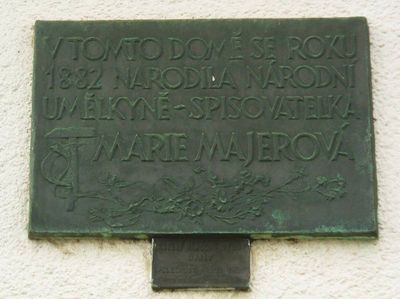 V TOMTO DOMĚ SE ROKU
1882 NARODILA NÁRODNÍ
UMĚLKYNĚ-SPISOVATELKA
MARIE MAJEROVÁ